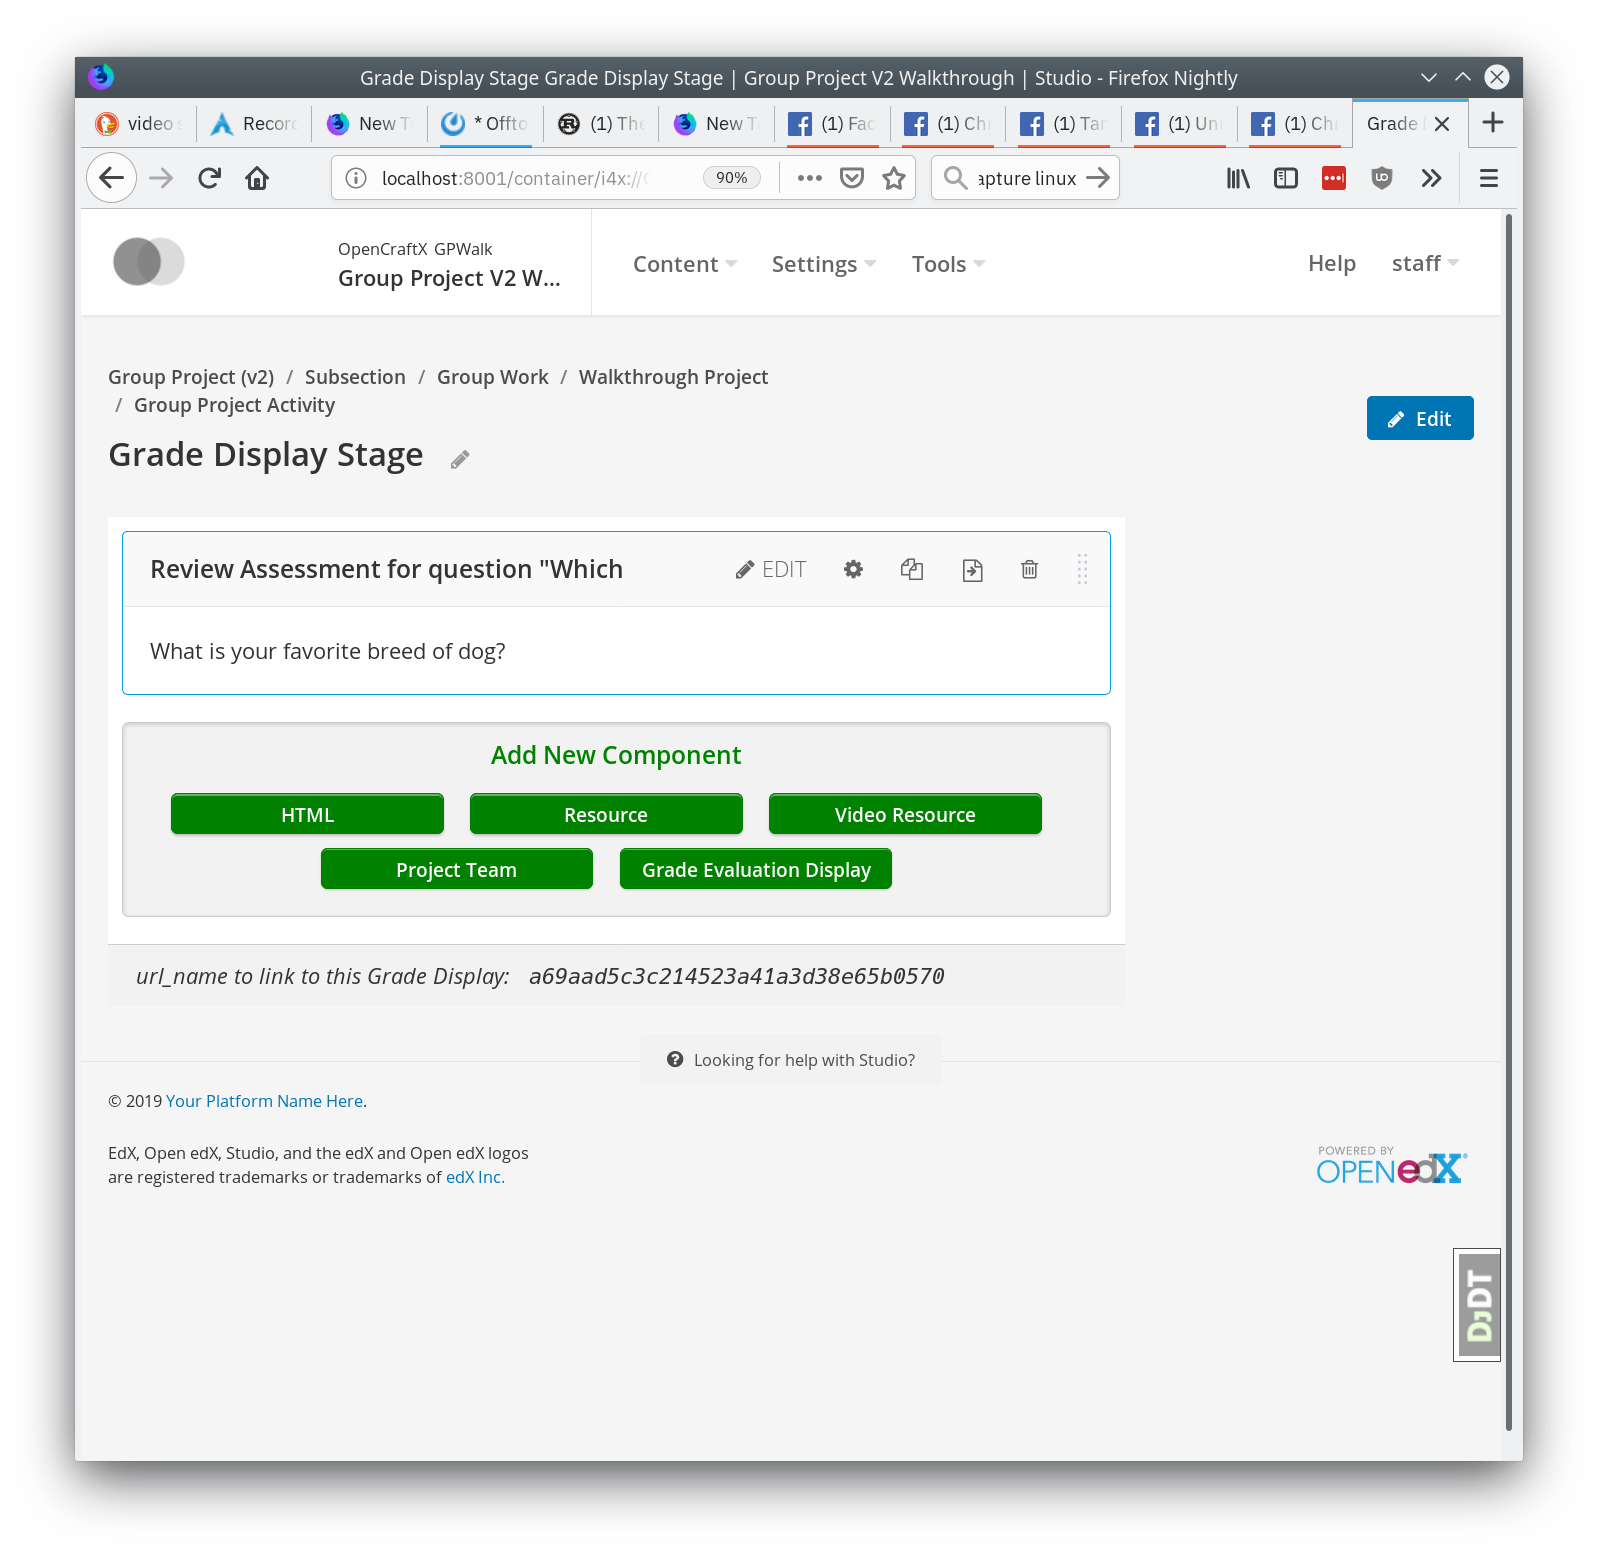 Grade Display Stage Grade Display Stage | Group Project V2 Walkthrough | Studio - Firefox Nightly
video Recor New T * Offto (1) The New T (1) Fac (1) Chr (1) Tar (1) Un (1) Chr Grade
localhost:8001/container/i4x:// 90% apture linux
OpenCraftX GPWalk
Group Project V2 W...
Content Settings Tools Help staff
Group Project (v2) / Subsection / Group Work / Walkthrough Project
/ Group Project Activity
Edit
Grade Display Stage
Review Assessment for question "Which
EDIT
What is your favorite breed of dog?
Add New Component
HTML Resource Video Resource
Project Team Grade Evaluation Display
url_name to link to this Grade Display: a69aad5c3c214523a41a3d38e65b0570
Looking for help with Studio?
© 2019 Your Platform Name Here.
EdX, Open edX, Studio, and the edX and Open edX logos
are registered trademarks or trademarks of edX Inc.
POWERED BY
OPEN edX
DJDT